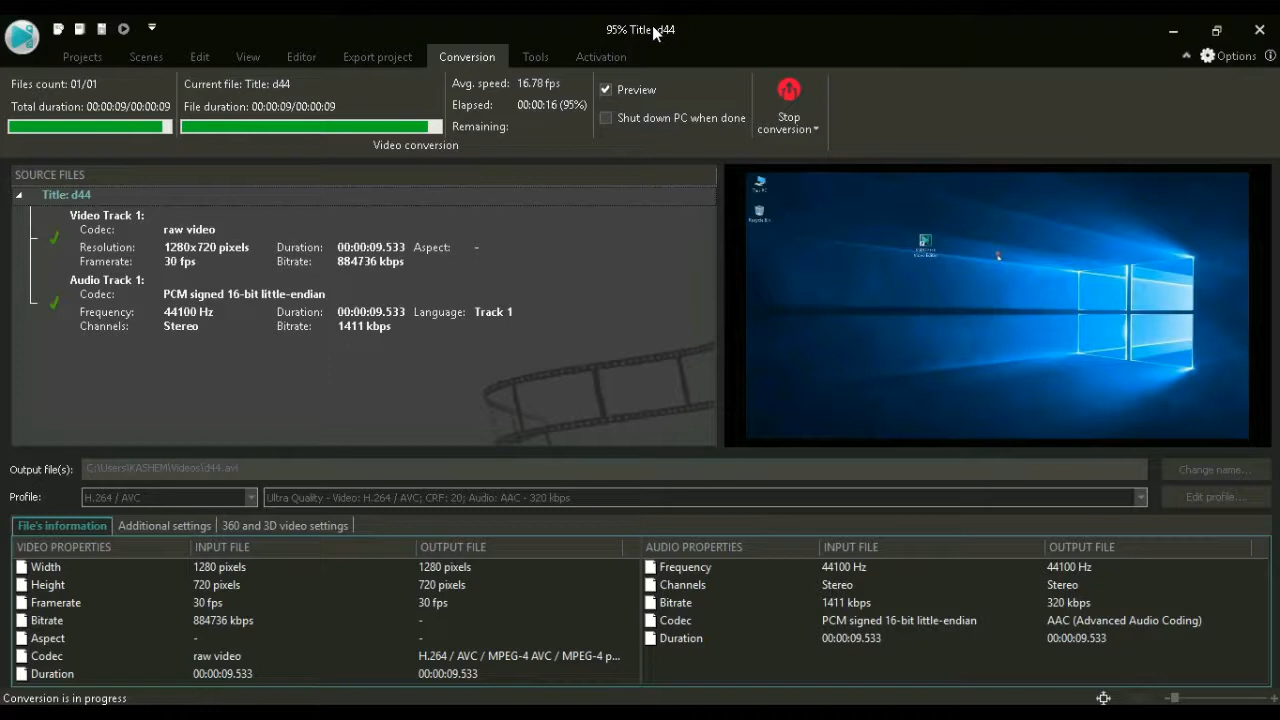 95% Title: d44
Projects Scenes Edit View Editor Export project Conversion Tools Activation Options
Files count: 01/01
Total duration: 00:00:09/00:00:09
Current file: Title: d44
File duration: 00:00:09/00:00:09
Avg. speed: 16.78 fps
Elapsed: 00:00:16 (95%)
Remaining:
Preview
Shut down PC when done
Stop
conversion
Video conversion
SOURCE FILES
Title: d44
Video Track 1:
Codec: raw video
Resolution: 1280x720 pixels Duration: 00:00:09.533 Aspect: -
Framerate: 30 fps Bitrate: 884736 kbps
Audio Track 1:
Codec: PCM signed 16-bit little-endian
Frequency: 44100 Hz Duration: 00:00:09.533 Language: Track 1
Channels: Stereo Bitrate: 1411 kbps
This PC
Recycle Bin
Video Editor
Output file(s): C:\Users\KASHEM\Videos\d44.avi Change name...
Profile: H.264 / AVC Ultra Quality - Video: H.264 / AVC; CRF: 20; Audio: AAC - 320 kbps Edit profile...
File's information Additional settings 360 and 3D video settings
VIDEO PROPERTIES INPUT FILE OUTPUT FILE AUDIO PROPERTIES INPUT FILE OUTPUT FILE
Width 1280 pixels 1280 pixels Frequency 44100 Hz 44100 Hz
Height 720 pixels 720 pixels Channels Stereo Stereo
Framerate 30 fps 30 fps Bitrate 1411 kbps 320 kbps
Bitrate 884736 kbps - Codec PCM signed 16-bit little-endian AAC (Advanced Audio Coding)
Aspect - - Duration 00:00:09.533 00:00:09.533
Codec raw video H.264 / AVC / MPEG-4 AVC / MPEG-4 p...
Duration 00:00:09.533 00:00:09.533
Conversion is in progress